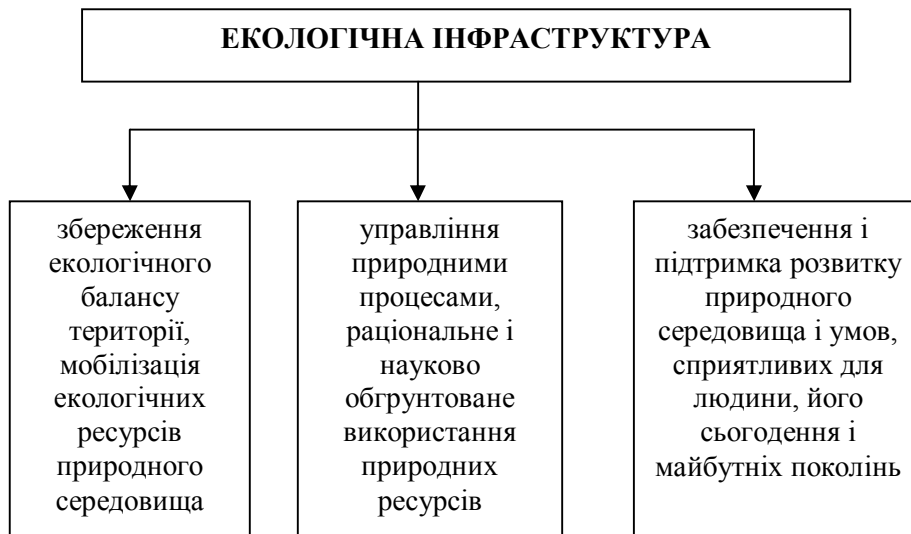 ЕКОЛОГІЧНА ІНФРАСТРУКТУРА
збереження
екологічного
балансу
території,
мобілізація
екологічних
ресурсів
природного
середовища
управління
природними
процесами,
раціональне і
науково
обгрунтоване
використання
природних
ресурсів
забезпечення і
підтримка розвитку
природного
середовища і умов,
сприятливих для
людини, його
сьогодення і
майбутніх поколінь